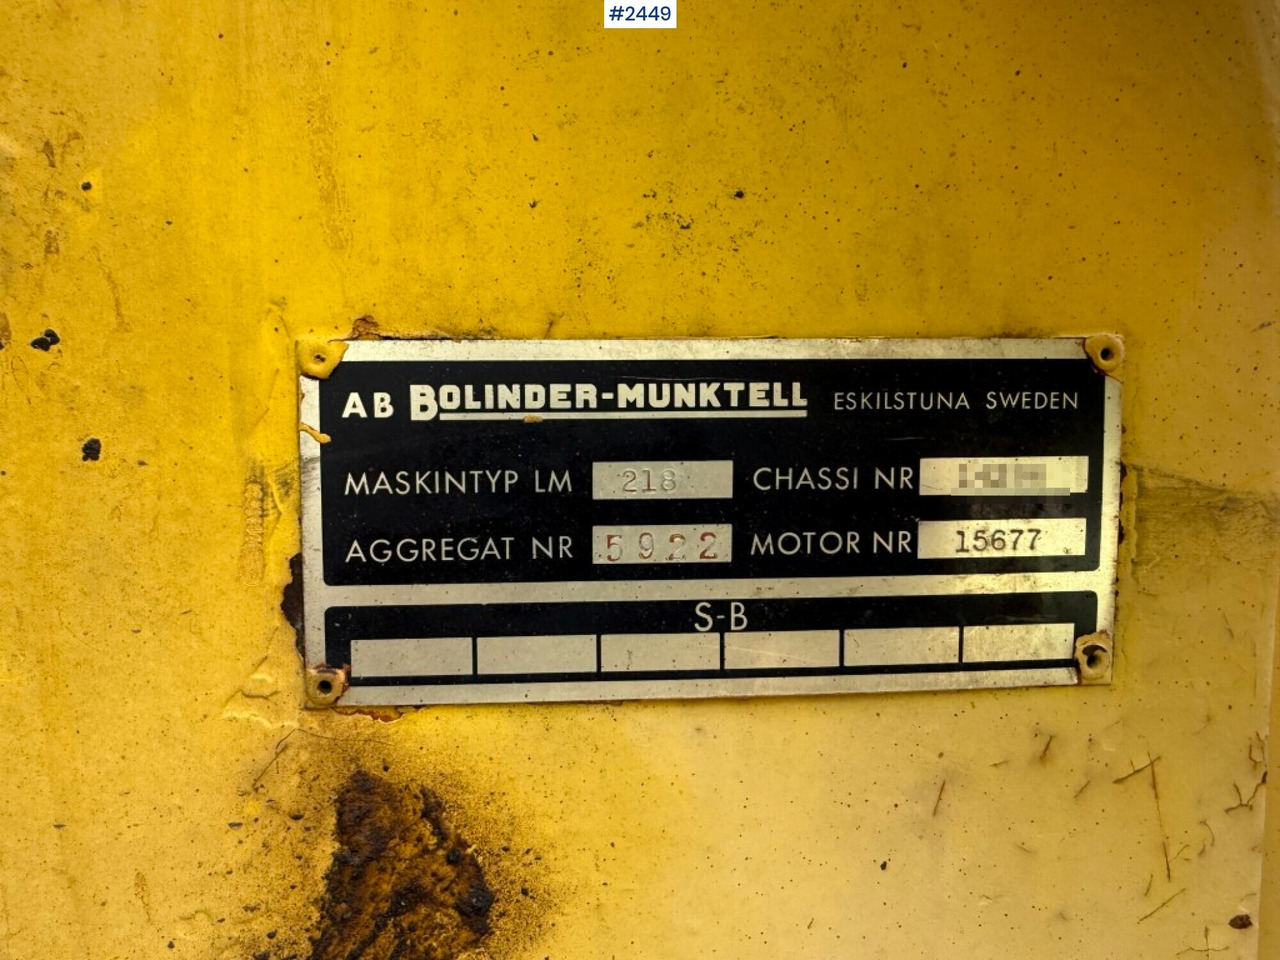 #2449
AB BOLINDER-MUNKTELL ESKILSTUNA SWEDEN
MASKINTYP LM 218 CHASSI NR
AGGREGAT NR 5922 MOTOR NR 15677
S-B